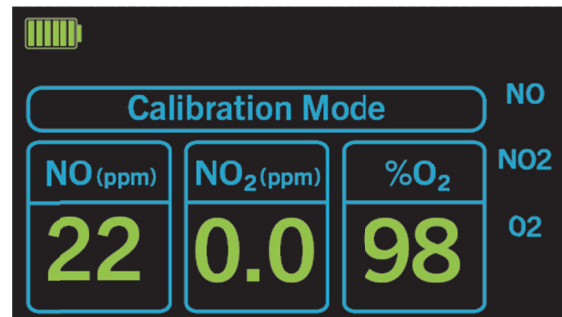 Calibration Mode
NO
NO(ppm) NO₂(ppm) %O₂
NO2
22 0.0 98
O2